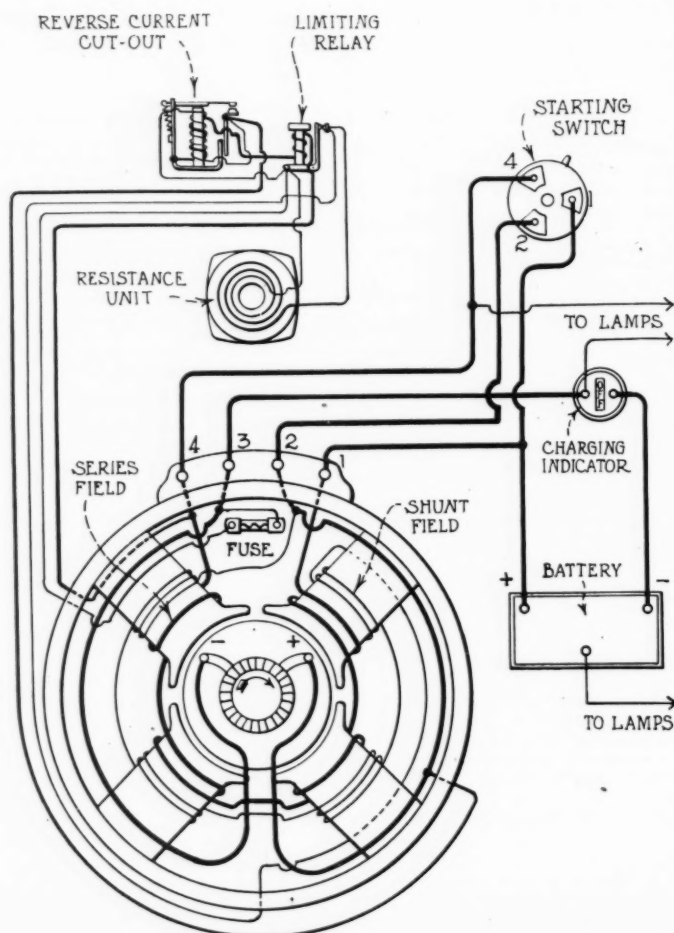 REVERSE CURRENT
CUT-OUT
LIMITING
RELAY
STARTING
SWITCH
4
1
2
RESISTANCE
UNIT
TO LAMPS
OFF
CHARGING
INDICATOR
4
3
2
1
SERIES
FIELD
SHUNT
FIELD
FUSE
+
BATTERY
-
-
+
TO LAMPS